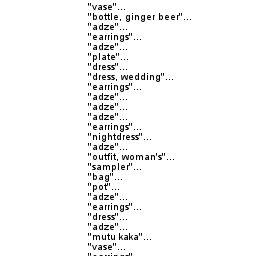 "vase"...
"bottle, ginger beer"...
"adze"...
"earrings"...
"adze"...
"plate"...
"dress"...
"dress, wedding"...
"earrings"...
"adze"...
"adze"...
"adze"...
"earrings"...
"nightdress"...
"adze"...
"outfit, woman's"...
"sampler"...
"bag"...
"pot"...
"adze"...
"earrings"...
"dress"...
"adze"...
"mutu kaka"...
"vase"...